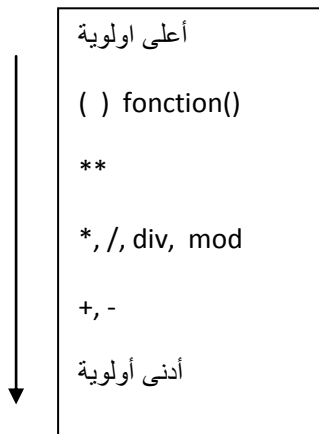 أعلى اولوية
( ) fonction()
**
*, /, div, mod
+, -
أدنى أولوية